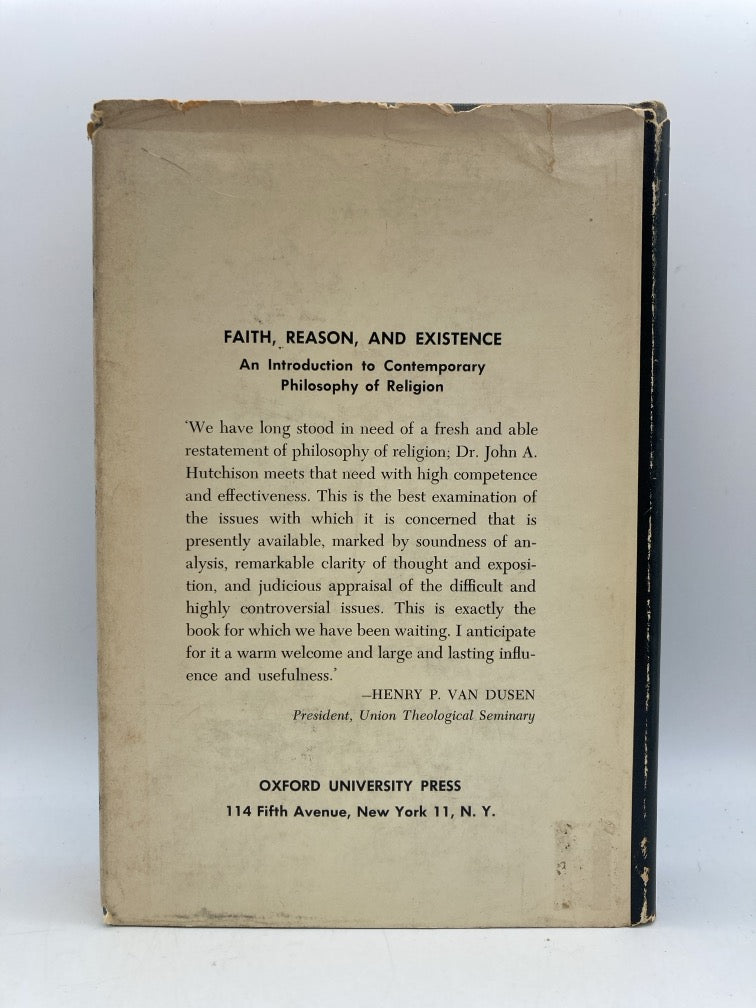 FAITH, REASON, AND EXISTENCE
An Introduction to Contemporary
Philosophy of Religion
'We have long stood in need of a fresh and able
restatement of philosophy of religion; Dr. John A.
Hutchison meets that need with high competence
and effectiveness. This is the best examination of
the issues with which it is concerned that is
presently available, marked by soundness of an-
alysis, remarkable clarity of thought and exposi-
tion, and judicious appraisal of the difficult and
highly controversial issues. This is exactly the
book for which we have been waiting. I anticipate
for it a warm welcome and large and lasting influ-
ence and usefulness.'
—HENRY P. VAN DUSEN
President, Union Theological Seminary
OXFORD UNIVERSITY PRESS
114 Fifth Avenue, New York 11, N. Y.